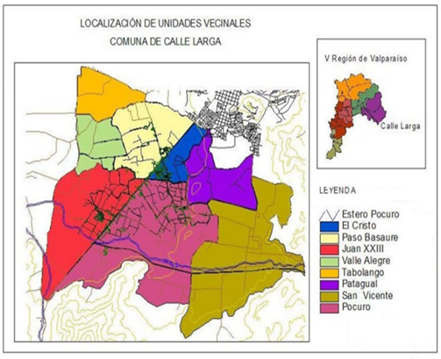 LOCALIZACIÓN DE UNIDADES VECINALES
COMUNA DE CALLE LARGA
V Región de Valparaíso
Calle Larga
LEYENDA
Estero Pocuro
El Cristo
Paso Basaure
Juan XXIII
Valle Alegre
Tabolango
Patagual
San Vicente
Pocuro